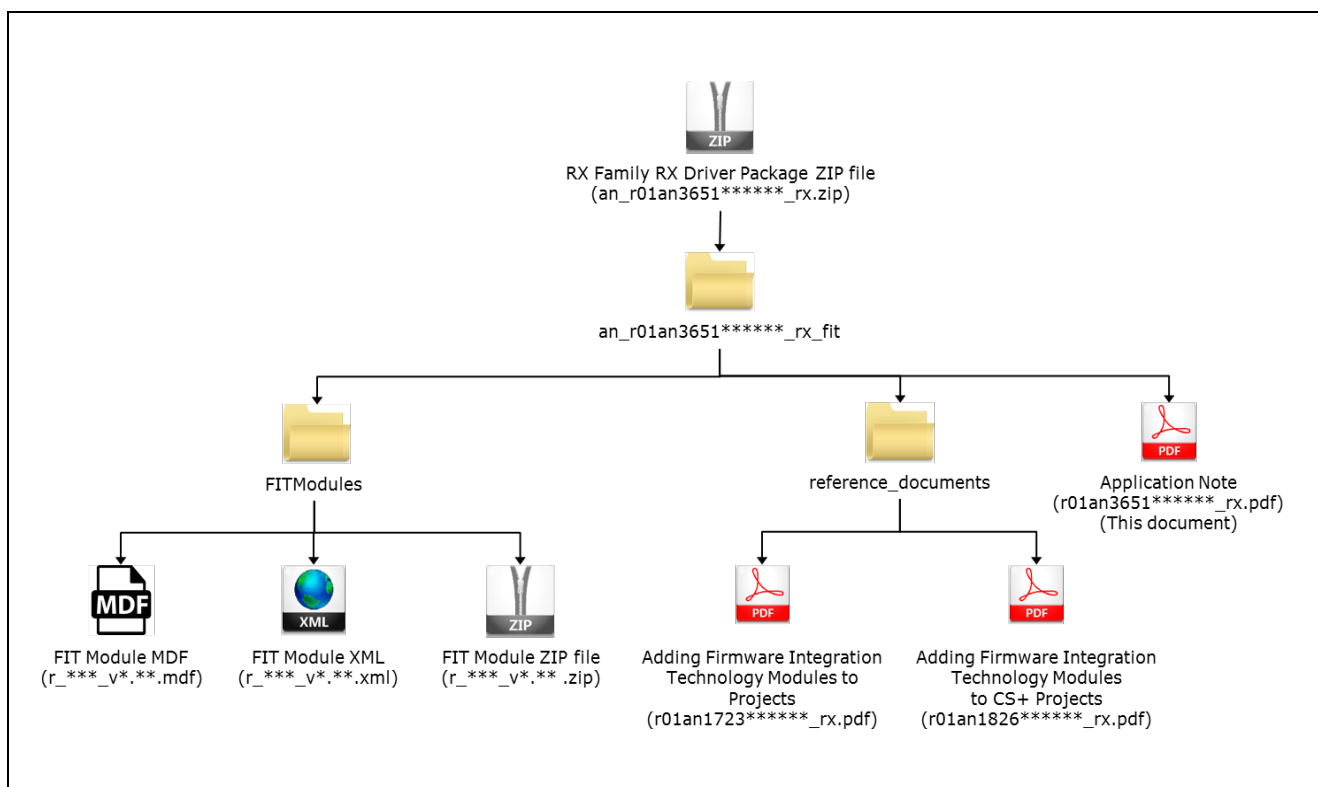 ZIP
RX Family RX Driver Package ZIP file
(an_r01an3651******_rx.zip)
an_r01an3651******_rx_fit
FITModules
reference_documents
PDF
Application Note
(r01an3651******_rx.pdf)
(This document)
MDF
FIT Module MDF
(r_***_v*.**.mdf)
XML
FIT Module XML
(r_***_v*.**.xml)
ZIP
FIT Module ZIP file
(r_***_v*.** .zip)
PDF
Adding Firmware Integration
Technology Modules to
Projects
(r01an1723******_rx.pdf)
PDF
Adding Firmware Integration
Technology Modules
to CS+ Projects
(r01an1826******_rx.pdf)